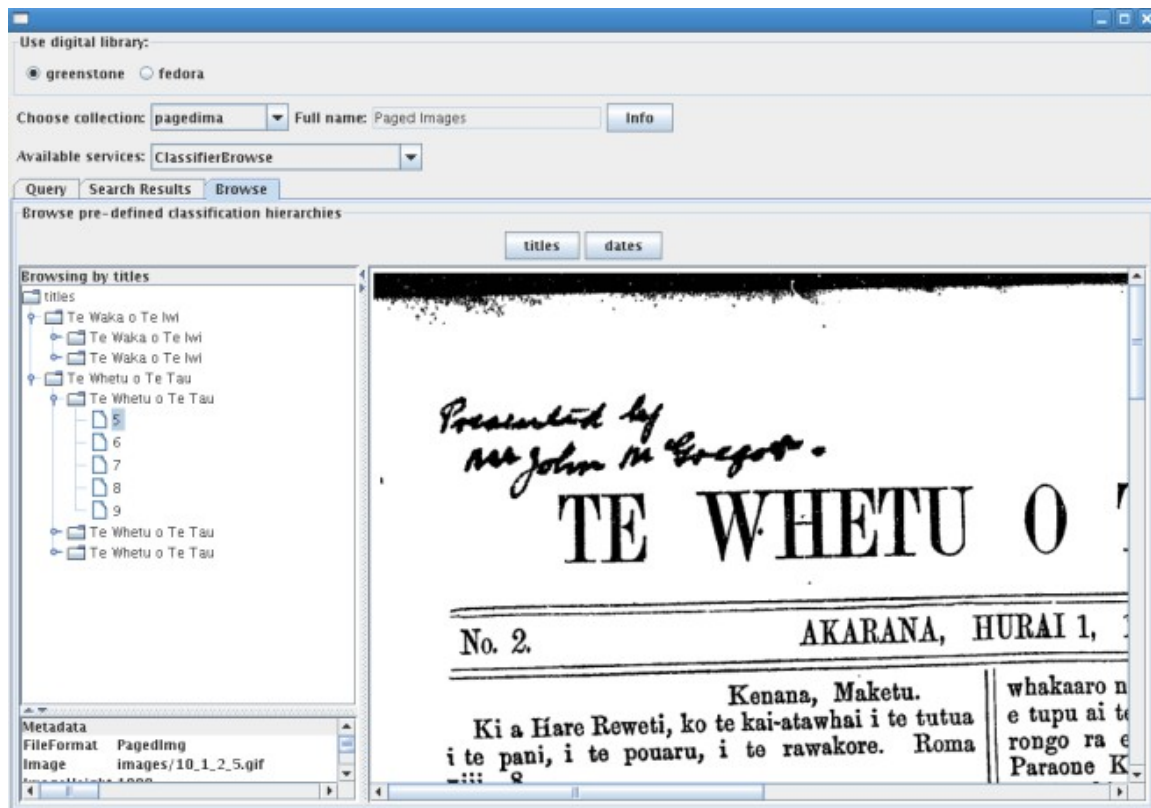 Use digital library:
greenstone fedora
Choose collection: pagedima Full name: Paged Images Info
Available services: ClassifierBrowse
Query Search Results Browse
Browse pre-defined classification hierarchies
titles dates
Browsing by titles
titles
Te Waka o Te Iwi
Te Waka o Te Iwi
Te Waka o Te Iwi
Te Whetu o Te Tau
Te Whetu o Te Tau
5
6
7
8
9
Te Whetu o Te Tau
Te Whetu o Te Tau
Metadata
FileFormat PagedImg
Image images/10_1_2_5.gif
Presented by
Mr John McGregor.
TE WHETU O
No. 2. AKARANA, HURAI 1,
Kenana, Maketu.
Ki a Hare Reweti, ko te kai-atawhai i te tutua
i te pani, i te pouaru, i te rawakore. Roma
whakaaro n
e tupu ai te
rongo ra e
Paraone K